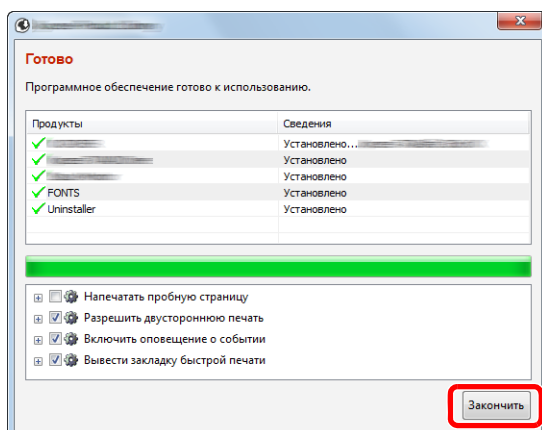 Готово
Программное обеспечение готово к использованию.
Продукты Сведения
Установлено...
Установлено
Установлено
FONTS Установлено
Uninstaller Установлено
Напечатать пробную страницу
Разрешить двустороннюю печать
Включить оповещение о событии
Вывести закладку быстрой печати
Закончить